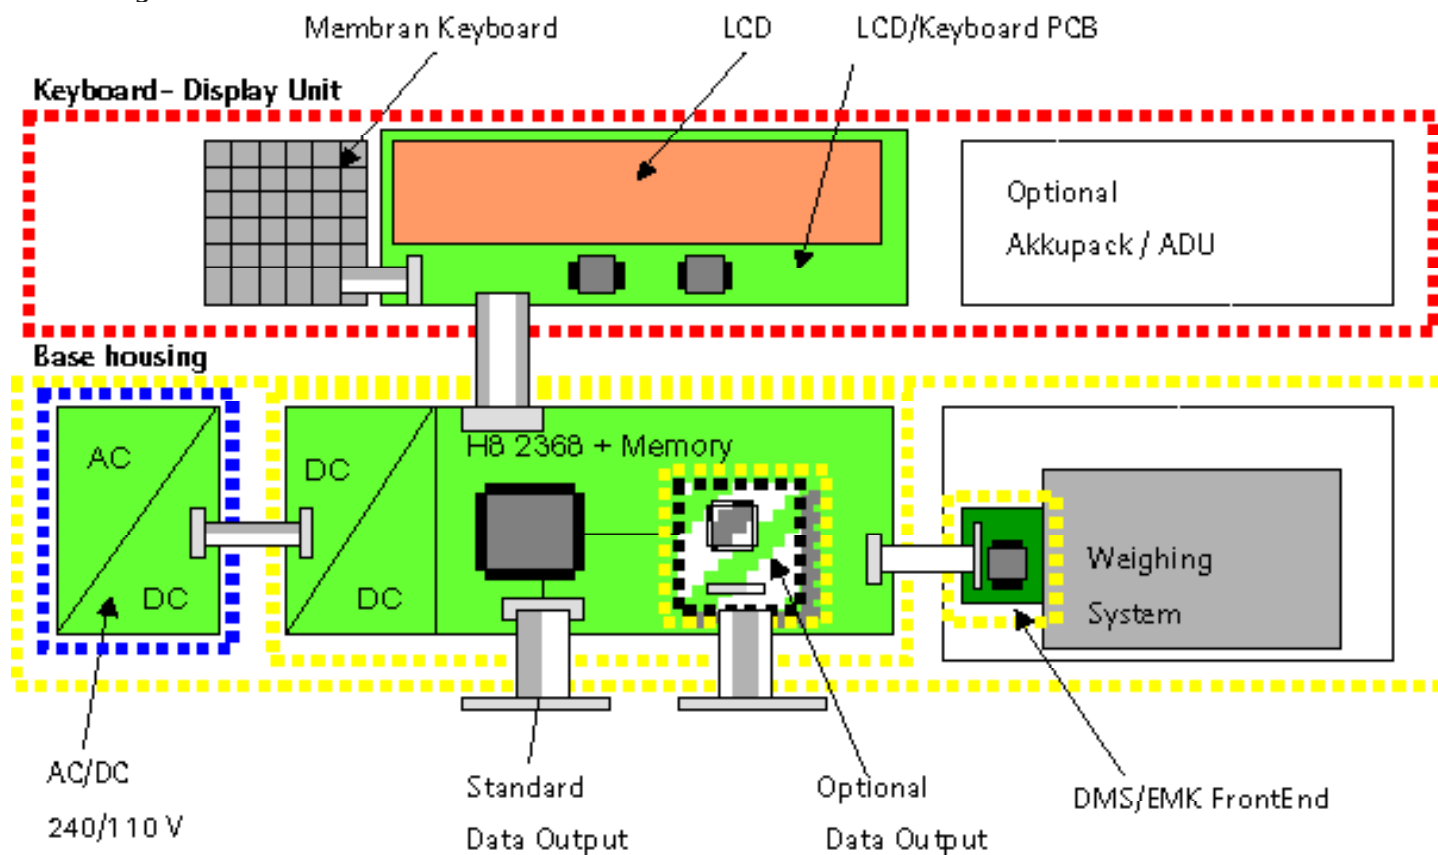 Membran Keyboard
LCD
LCD/Keyboard PCB
Keyboard- Display Unit
Optional
Akkupack / ADU
Base housing
AC
DC
DC
DC
H8 2368 + Memory
Weighing
System
AC/DC
240/110 V
Standard
Data Output
Optional
Data Output
DMS/EMK FrontEnd